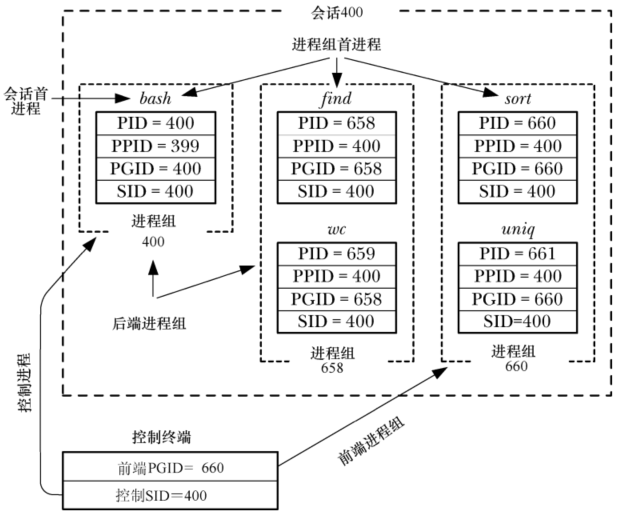 会话400
进程组首进程
会话首
进程
bash
PID = 400
PPID = 399
PGID = 400
SID = 400
进程组
400
find
PID = 658
PPID = 400
PGID = 658
SID = 400
wc
PID = 659
PPID = 400
PGID = 658
SID = 400
进程组
658
sort
PID = 660
PPID = 400
PGID = 660
SID = 400
uniq
PID = 661
PPID = 400
PGID = 660
SID=400
进程组
660
后端进程组
控制进程
前端进程组
控制终端
前端PGID= 660
控制SID=400